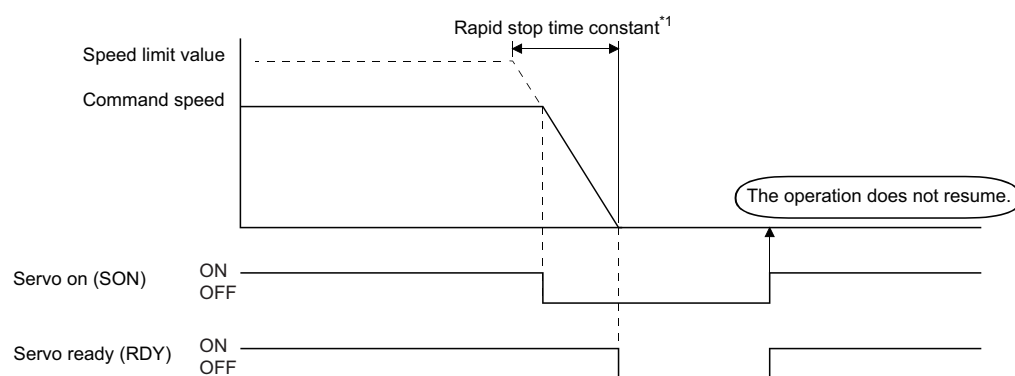 Rapid stop time constant*1
Speed limit value
Command speed
The operation does not resume.
Servo on (SON)
ON
OFF
Servo ready (RDY)
ON
OFF